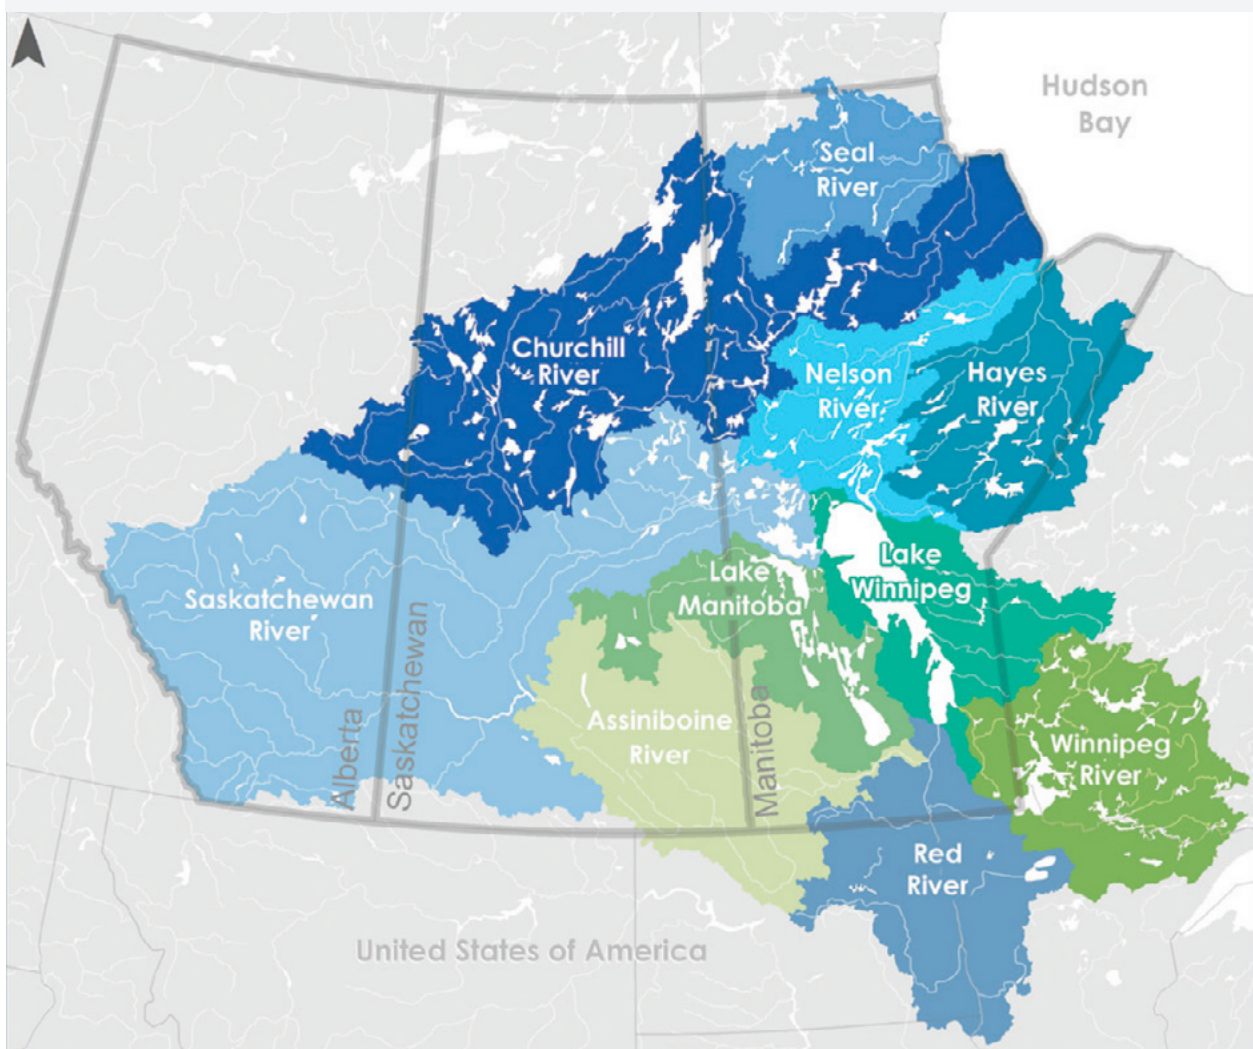 Hudson
Bay
Seal
River
Churchill
River
Nelson
River
Hayes
River
Lake
Winnipeg
Lake
Manitoba
Saskatchewan
River
Alberta
Saskatchewan
Manitoba
Assiniboine
River
Winnipeg
River
Red
River
United States of America